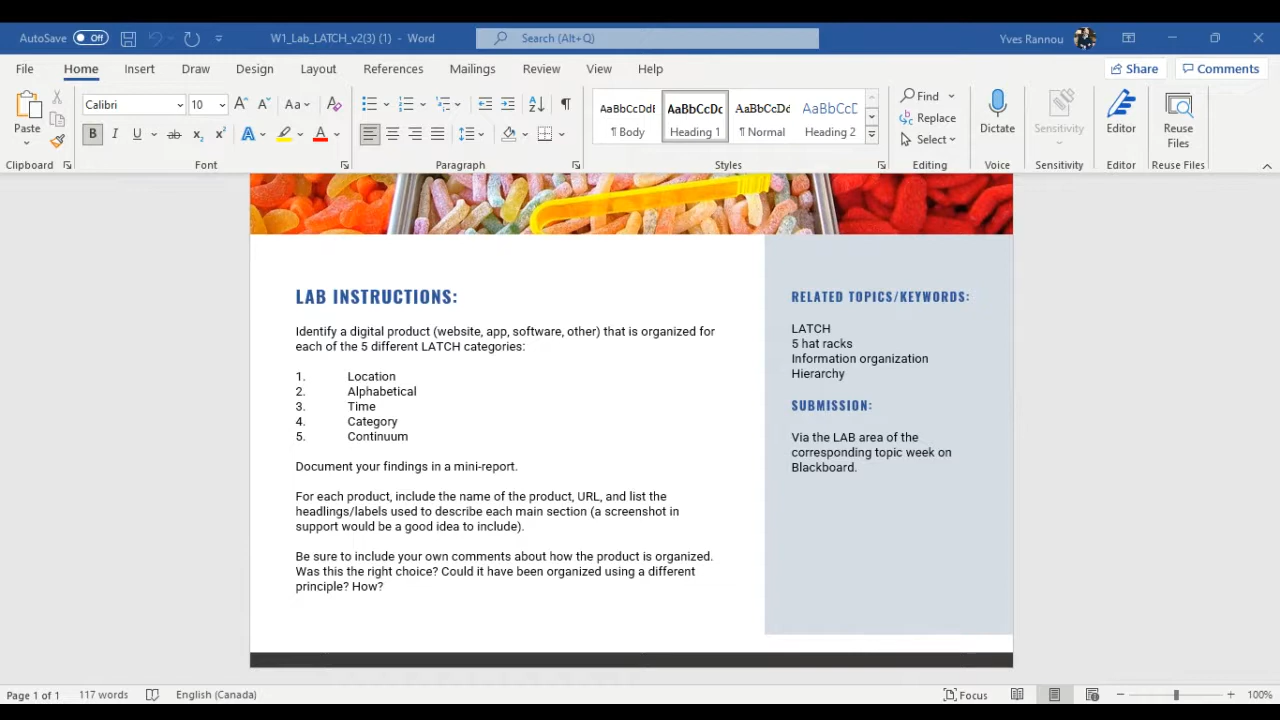 AutoSave Off W1_Lab_LATCH_v2(3) (1) - Word Search (Alt+Q) Yves Rannou
File Home Insert Draw Design Layout References Mailings Review View Help Share Comments
Paste
Clipboard
Calibri 10
Font
Paragraph
AaBbCcDdE ¶ Body
AaBbCcDc Heading 1
AaBbCcDc ¶ Normal
AaBbCcD Heading 2
Styles
Find
Replace
Select
Editing
Dictate
Voice
Sensitivity
Sensitivity
Editor
Editor
Reuse Files
Reuse Files
LAB INSTRUCTIONS:
Identify a digital product (website, app, software, other) that is organized for
each of the 5 different LATCH categories:
1. Location
2. Alphabetical
3. Time
4. Category
5. Continuum
Document your findings in a mini-report.
For each product, include the name of the product, URL, and list the
headlings/labels used to describe each main section (a screenshot in
support would be a good idea to include).
Be sure to include your own comments about how the product is organized.
Was this the right choice? Could it have been organized using a different
principle? How?
RELATED TOPICS/KEYWORDS:
LATCH
5 hat racks
Information organization
Hierarchy
SUBMISSION:
Via the LAB area of the
corresponding topic week on
Blackboard.
Page 1 of 1 117 words English (Canada) Focus 100%